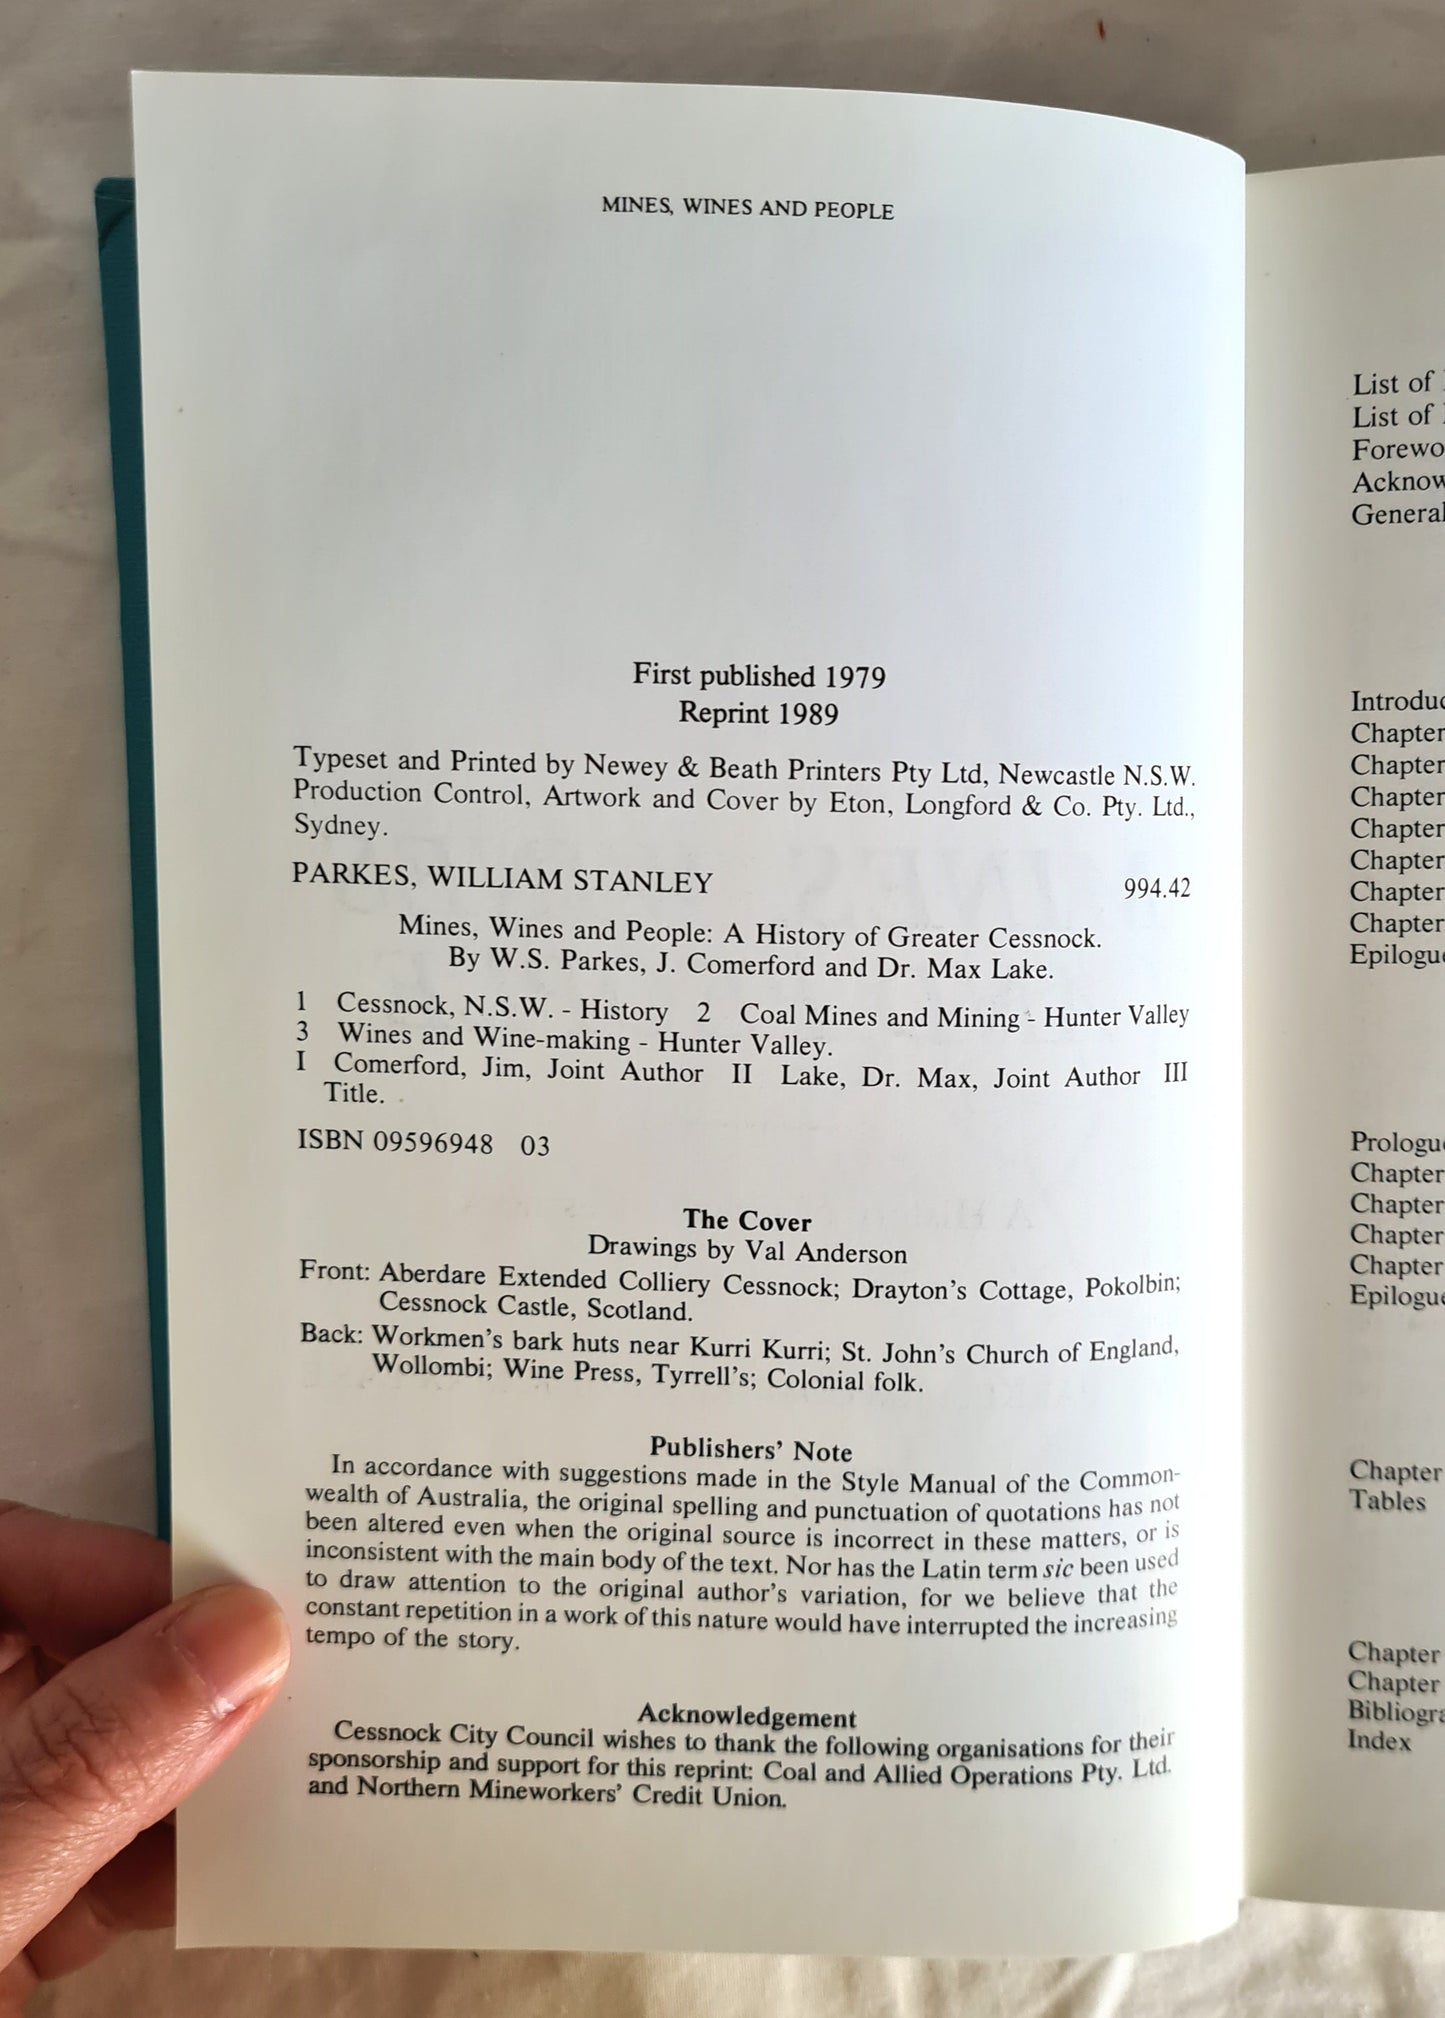 MINES, WINES AND PEOPLE
First published 1979
Reprint 1989
Typeset and Printed by Newey & Beath Printers Pty Ltd, Newcastle N.S.W.
Production Control, Artwork and Cover by Eton, Longford & Co. Pty. Ltd.,
Sydney.
PARKES, WILLIAM STANLEY 994.42
Mines, Wines and People: A History of Greater Cessnock.
By W.S. Parkes, J. Comerford and Dr. Max Lake.
1 Cessnock, N.S.W. - History 2 Coal Mines and Mining - Hunter Valley
3 Wines and Wine-making - Hunter Valley.
I Comerford, Jim, Joint Author II Lake, Dr. Max, Joint Author III
Title.
ISBN 09596948 03
The Cover
Drawings by Val Anderson
Front: Aberdare Extended Colliery Cessnock; Drayton's Cottage, Pokolbin;
Cessnock Castle, Scotland.
Back: Workmen's bark huts near Kurri Kurri; St. John's Church of England,
Wollombi; Wine Press, Tyrrell's; Colonial folk.
Publishers' Note
In accordance with suggestions made in the Style Manual of the Common-
wealth of Australia, the original spelling and punctuation of quotations has not
been altered even when the original source is incorrect in these matters, or is
inconsistent with the main body of the text. Nor has the Latin term sic been used
to draw attention to the original author's variation, for we believe that the
constant repetition in a work of this nature would have interrupted the increasing
tempo of the story.
Acknowledgement
Cessnock City Council wishes to thank the following organisations for their
sponsorship and support for this reprint: Coal and Allied Operations Pty. Ltd.
and Northern Mineworkers' Credit Union.
List of
List of
Forewo
Acknow
General
Introduc
Chapter
Chapter
Chapter
Chapter
Chapter
Chapter
Chapter
Epilogue
Prologue
Chapter
Chapter
Chapter
Chapter
Epilogue
Chapter
Tables
Chapter
Chapter
Bibliogra
Index